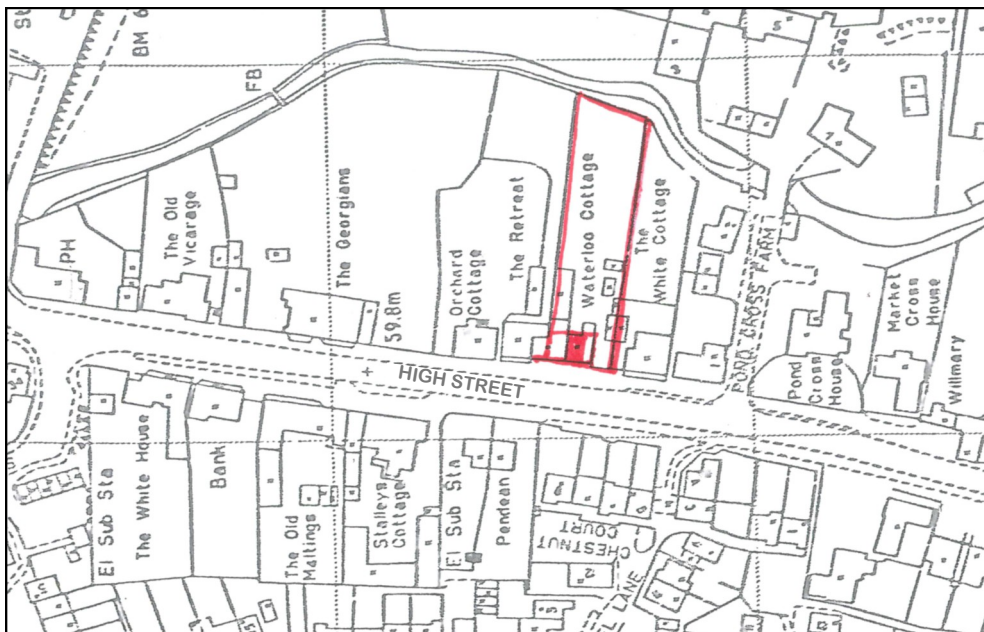 BM 6
FB
PH
The Old
Vicarage
The Georgians
59.8m
Orchard
Cottage
The Retreat
Waterloo Cottage
The
White Cottage
POND CROSS FARM
Pond
Cross
House
Market
Cross
House
Willmary
HIGH STREET
El Sub Sta
The White House
Bank
The Old
Maltings
Stalleys
Cottage
El Sub Sta
Pendean
CHESTNUT
COURT
LANE